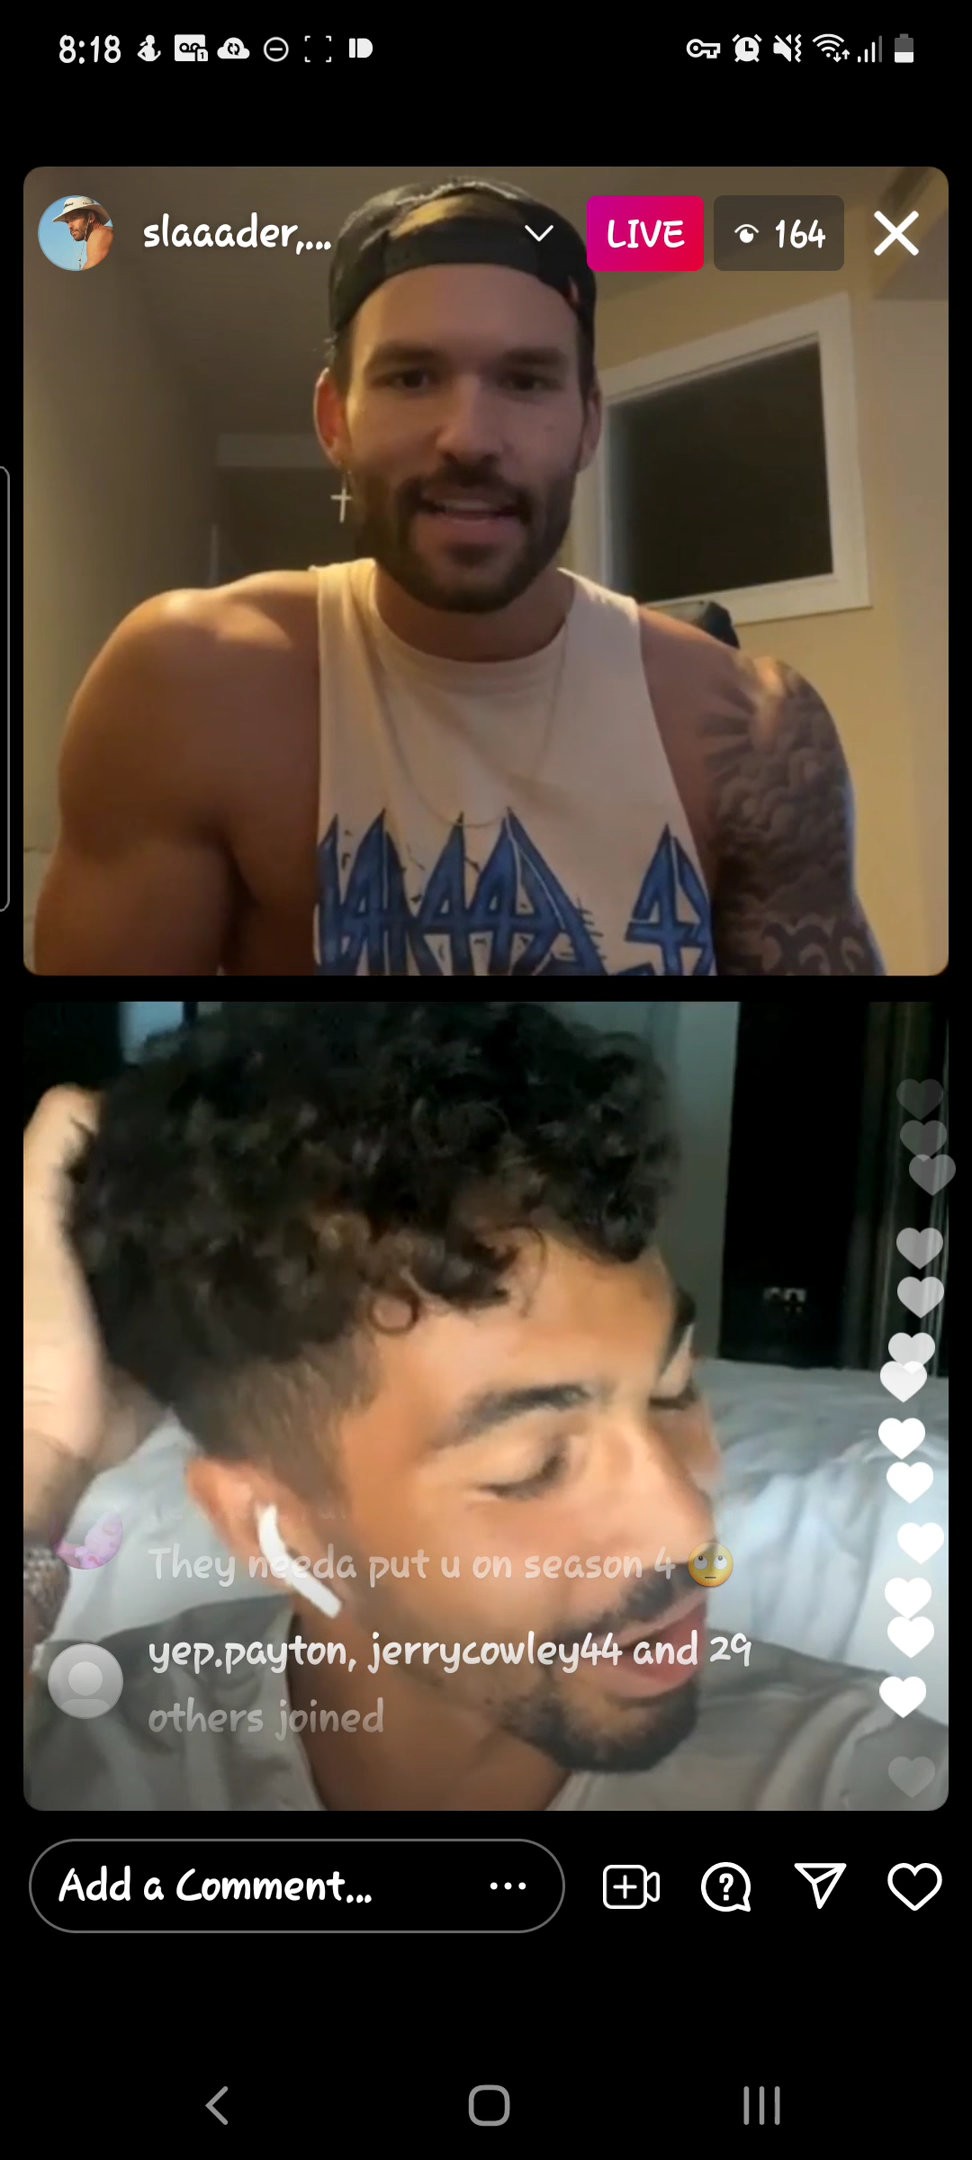 8:18
slaaader,...
LIVE
164
They needa put u on season 4 🙄
yep.payton, jerrycowley44 and 29
others joined
Add a Comment...